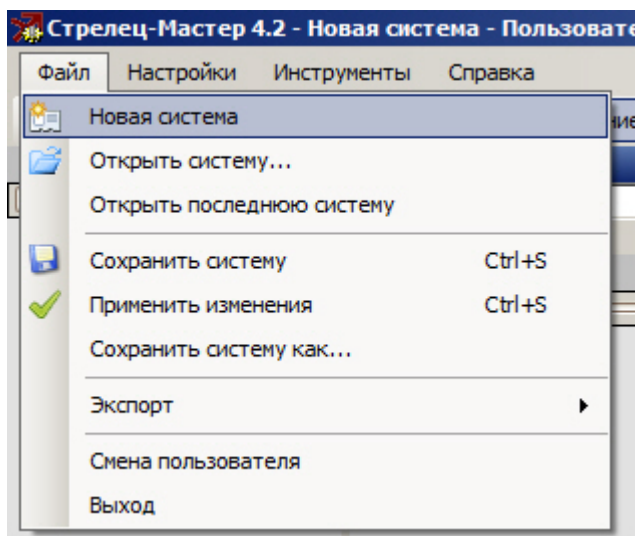 Стрелец-Мастер 4.2 - Новая система - Пользовате
Файл Настройки Инструменты Справка
Новая система
Открыть систему...
Открыть последнюю систему
Сохранить систему Ctrl+S
Применить изменения Ctrl+S
Сохранить систему как...
Экспорт
Смена пользователя
Выход